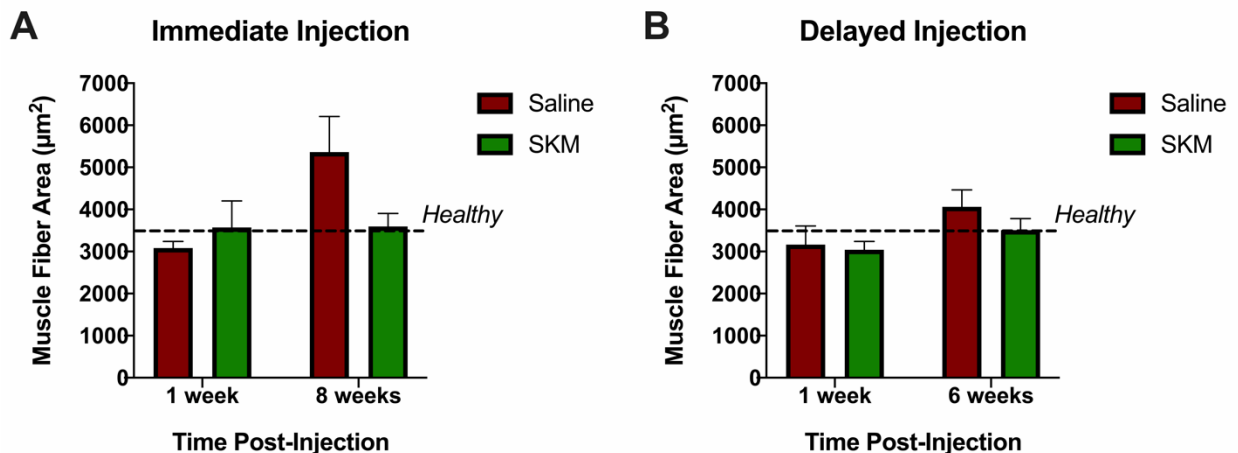 A
Immediate Injection
Muscle Fiber Area (µm²)
7000
6000
5000
4000
3000
2000
1000
0
Saline
SKM
Healthy
1 week
8 weeks
Time Post-Injection
B
Delayed Injection
Muscle Fiber Area (µm²)
7000
6000
5000
4000
3000
2000
1000
0
Saline
SKM
Healthy
1 week
6 weeks
Time Post-Injection